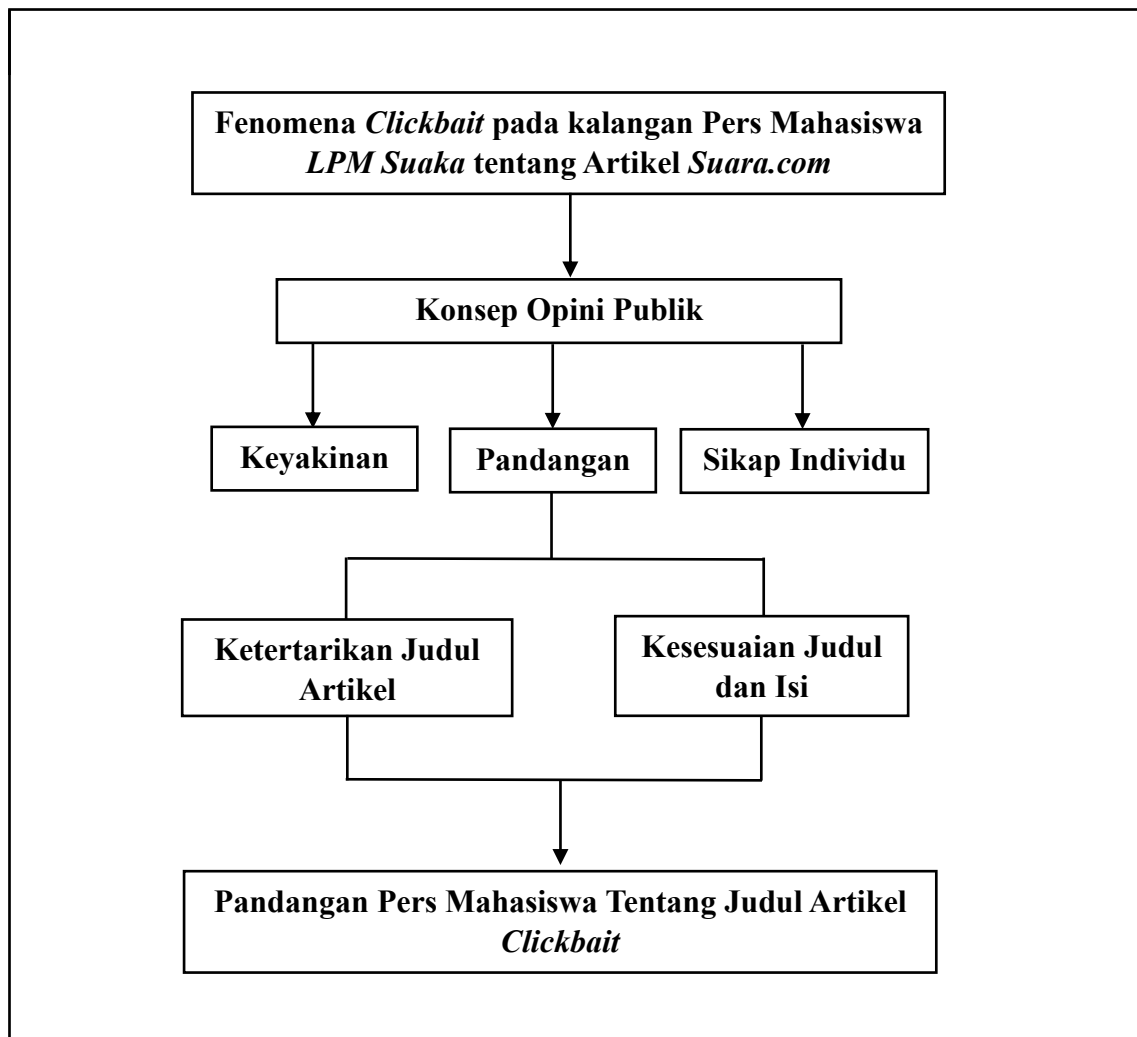 Fenomena Clickbait pada kalangan Pers Mahasiswa
LPM Suaka tentang Artikel Suara.com
Konsep Opini Publik
Keyakinan
Pandangan
Sikap Individu
Ketertarikan Judul
Artikel
Kesesuaian Judul
dan Isi
Pandangan Pers Mahasiswa Tentang Judul Artikel
Clickbait